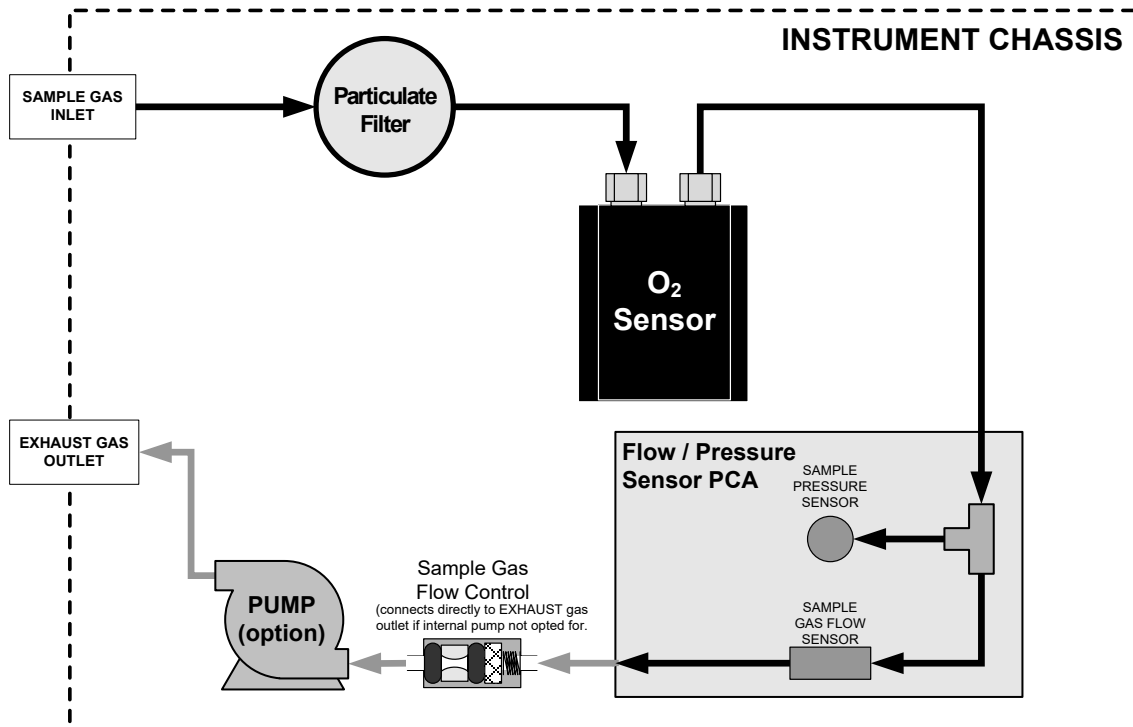 INSTRUMENT CHASSIS
SAMPLE GAS
INLET
Particulate
Filter
O₂
Sensor
EXHAUST GAS
OUTLET
Flow / Pressure
Sensor PCA
SAMPLE
PRESSURE
SENSOR
Sample Gas
Flow Control
(connects directly to EXHAUST gas
outlet if internal pump not opted for.
PUMP
(option)
SAMPLE
GAS FLOW
SENSOR